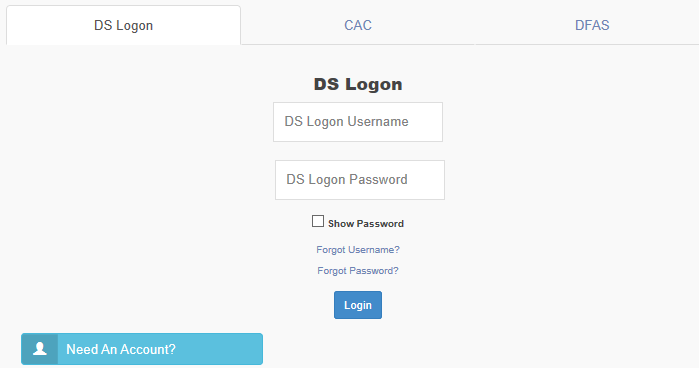 DS Logon CAC DFAS
DS Logon
DS Logon Username
DS Logon Password
Show Password
Forgot Username?
Forgot Password?
Login
Need An Account?